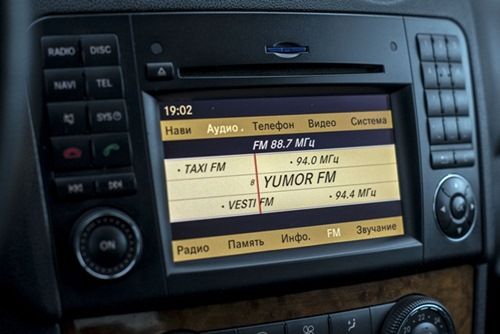 RADIO DISC
NAVI TEL
SYS
ON
19:02
Нави Аудио Телефон Видео Система
FM 88.7 МГц
• TAXI FM • 94.0 МГц
8 YUMOR FM
• VESTI FM • 94.4 МГц
Радио Память Инфо. FM Звучание